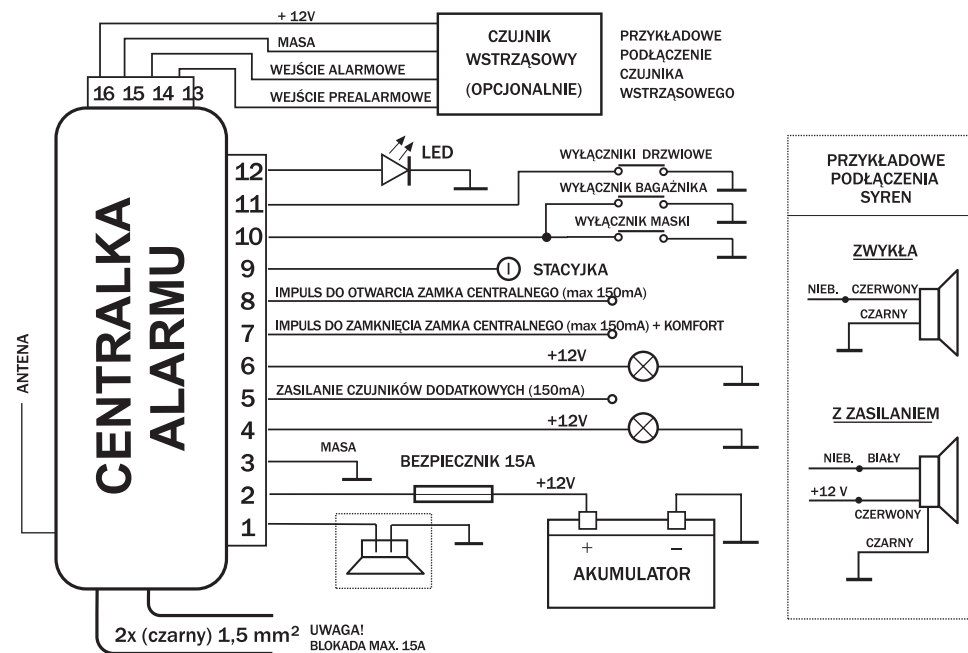 + 12V
MASA
WEJŚCIE ALARMOWE
WEJŚCIE PREALARMOWE
CZUJNIK
WSTRZĄSOWY
(OPCJONALNIE)
PRZYKŁADOWE
PODŁĄCZENIE
CZUJNIKA
WSTRZĄSOWEGO
16 15 14 13
CENTRALKA
ALARMU
ANTENA
12
LED
11
WYŁĄCZNIKI DRZWIOWE
WYŁĄCZNIK BAGAŻNIKA
10
WYŁĄCZNIK MASKI
9
STACYJKA
8
IMPULS DO OTWARCIA ZAMKA CENTRALNEGO (max 150mA)
7
IMPULS DO ZAMKNIĘCIA ZAMKA CENTRALNEGO (max 150mA) + KOMFORT
6
+12V
5
ZASILANIE CZUJNIKÓW DODATKOWYCH (150mA)
4
+12V
3
MASA
2
BEZPIECZNIK 15A
+12V
1
+ −
AKUMULATOR
2x (czarny) 1,5 mm²
UWAGA!
BLOKADA MAX. 15A
PRZYKŁADOWE
PODŁĄCZENIA
SYREN
ZWYKŁA
NIEB. CZERWONY
CZARNY
Z ZASILANIEM
NIEB. BIAŁY
+12 V
CZERWONY
CZARNY